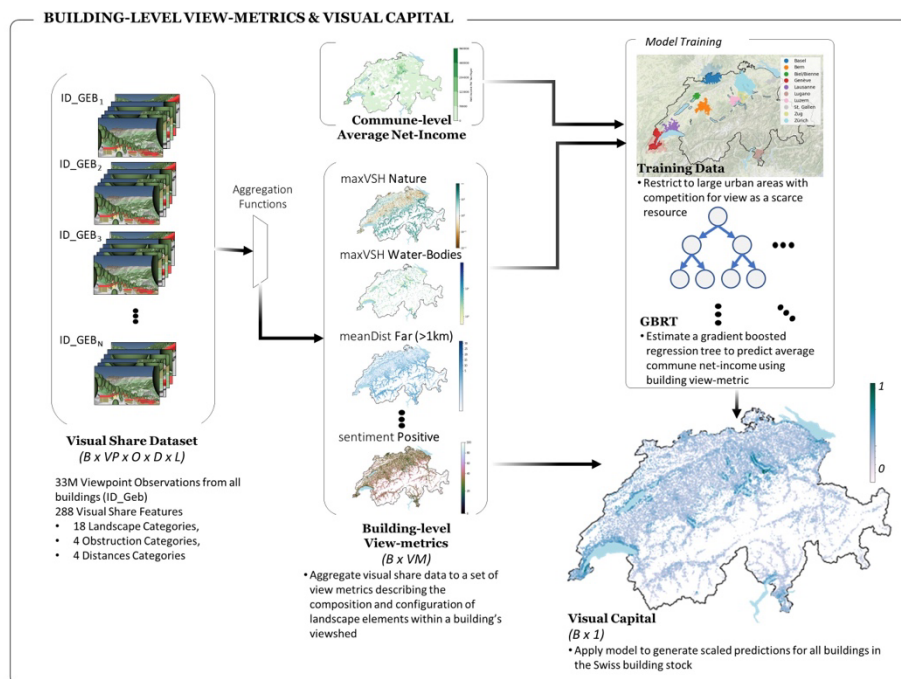 BUILDING-LEVEL VIEW-METRICS & VISUAL CAPITAL
ID_GEB1
ID_GEB2
ID_GEB3
ID_GEBN
Visual Share Dataset
(B x VP x O x D x L)
33M Viewpoint Observations from all
buildings (ID_Geb)
288 Visual Share Features
• 18 Landscape Categories,
• 4 Obstruction Categories,
• 4 Distances Categories
Aggregation
Functions
Commune-level
Average Net-Income
maxVSH Nature
maxVSH Water-Bodies
meanDist Far (>1km)
sentiment Positive
Building-level
View-metrics
(B x VM)
• Aggregate visual share data to a set of
view metrics describing the
composition and configuration of
landscape elements within a building's
viewshed
Model Training
Basel
Bern
Biel/Bienne
Genève
Lausanne
Lugano
Luzern
St. Gallen
Zug
Zürich
Training Data
• Restrict to large urban areas with
competition for view as a scarce
resource
GBRT
• Estimate a gradient boosted
regression tree to predict average
commune net-income using
building view-metric
1
0
Visual Capital
(B x 1)
• Apply model to generate scaled predictions for all buildings in
the Swiss building stock